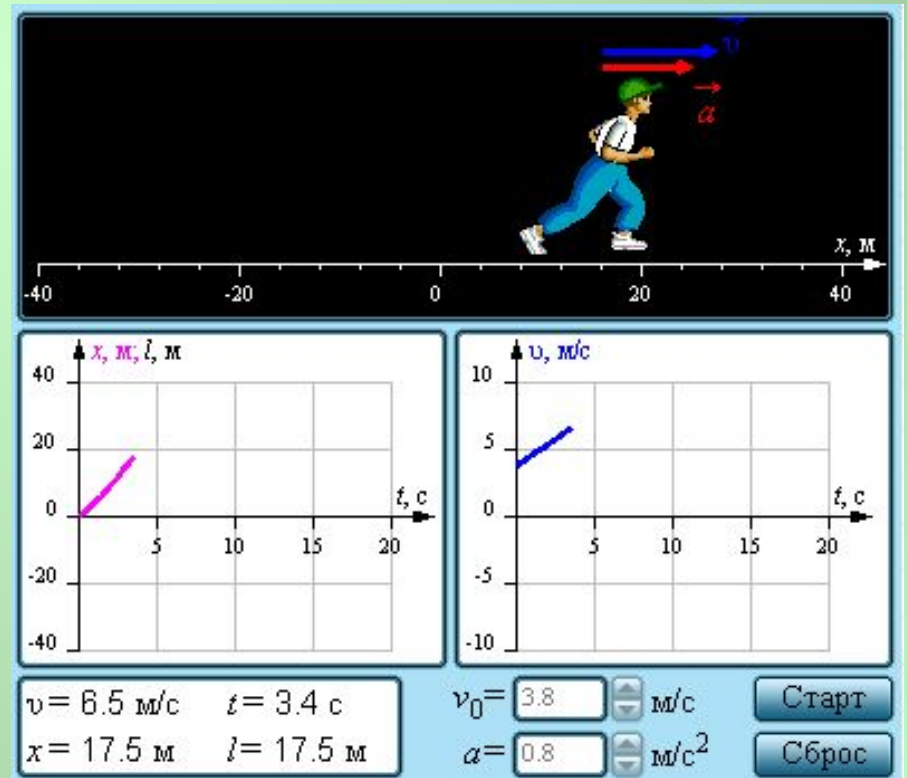 υ
a
x, м
-40 -20 0 20 40
x, м; l, м
40
20
0
-20
-40
t, с
5 10 15 20
υ, м/с
10
5
0
-5
-10
t, с
5 10 15 20
υ = 6.5 м/с t = 3.4 с
x = 17.5 м l = 17.5 м
v₀= 3.8 м/с
a= 0.8 м/с²
Старт
Сброс